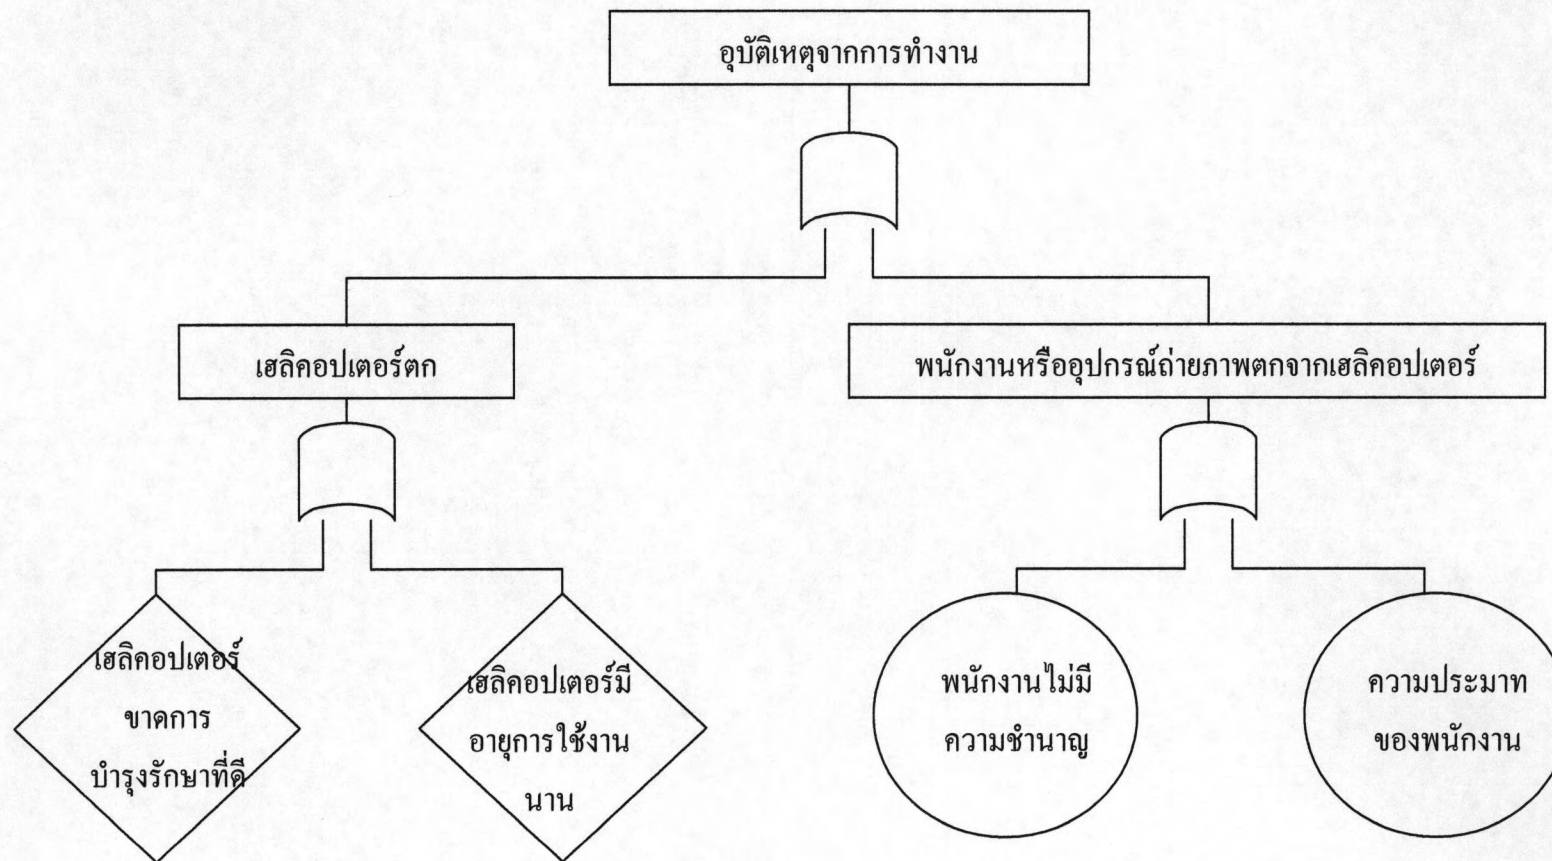 อุบัติเหตุจากการทำงาน
เฮลิคอปเตอร์ตก
พนักงานหรืออุปกรณ์ถ่ายภาพตกจากเฮลิคอปเตอร์
เฮลิคอปเตอร์
ขาดการ
บำรุงรักษาที่ดี
เฮลิคอปเตอร์มี
อายุการใช้งาน
นาน
พนักงานไม่มี
ความชำนาญ
ความประมาท
ของพนักงาน